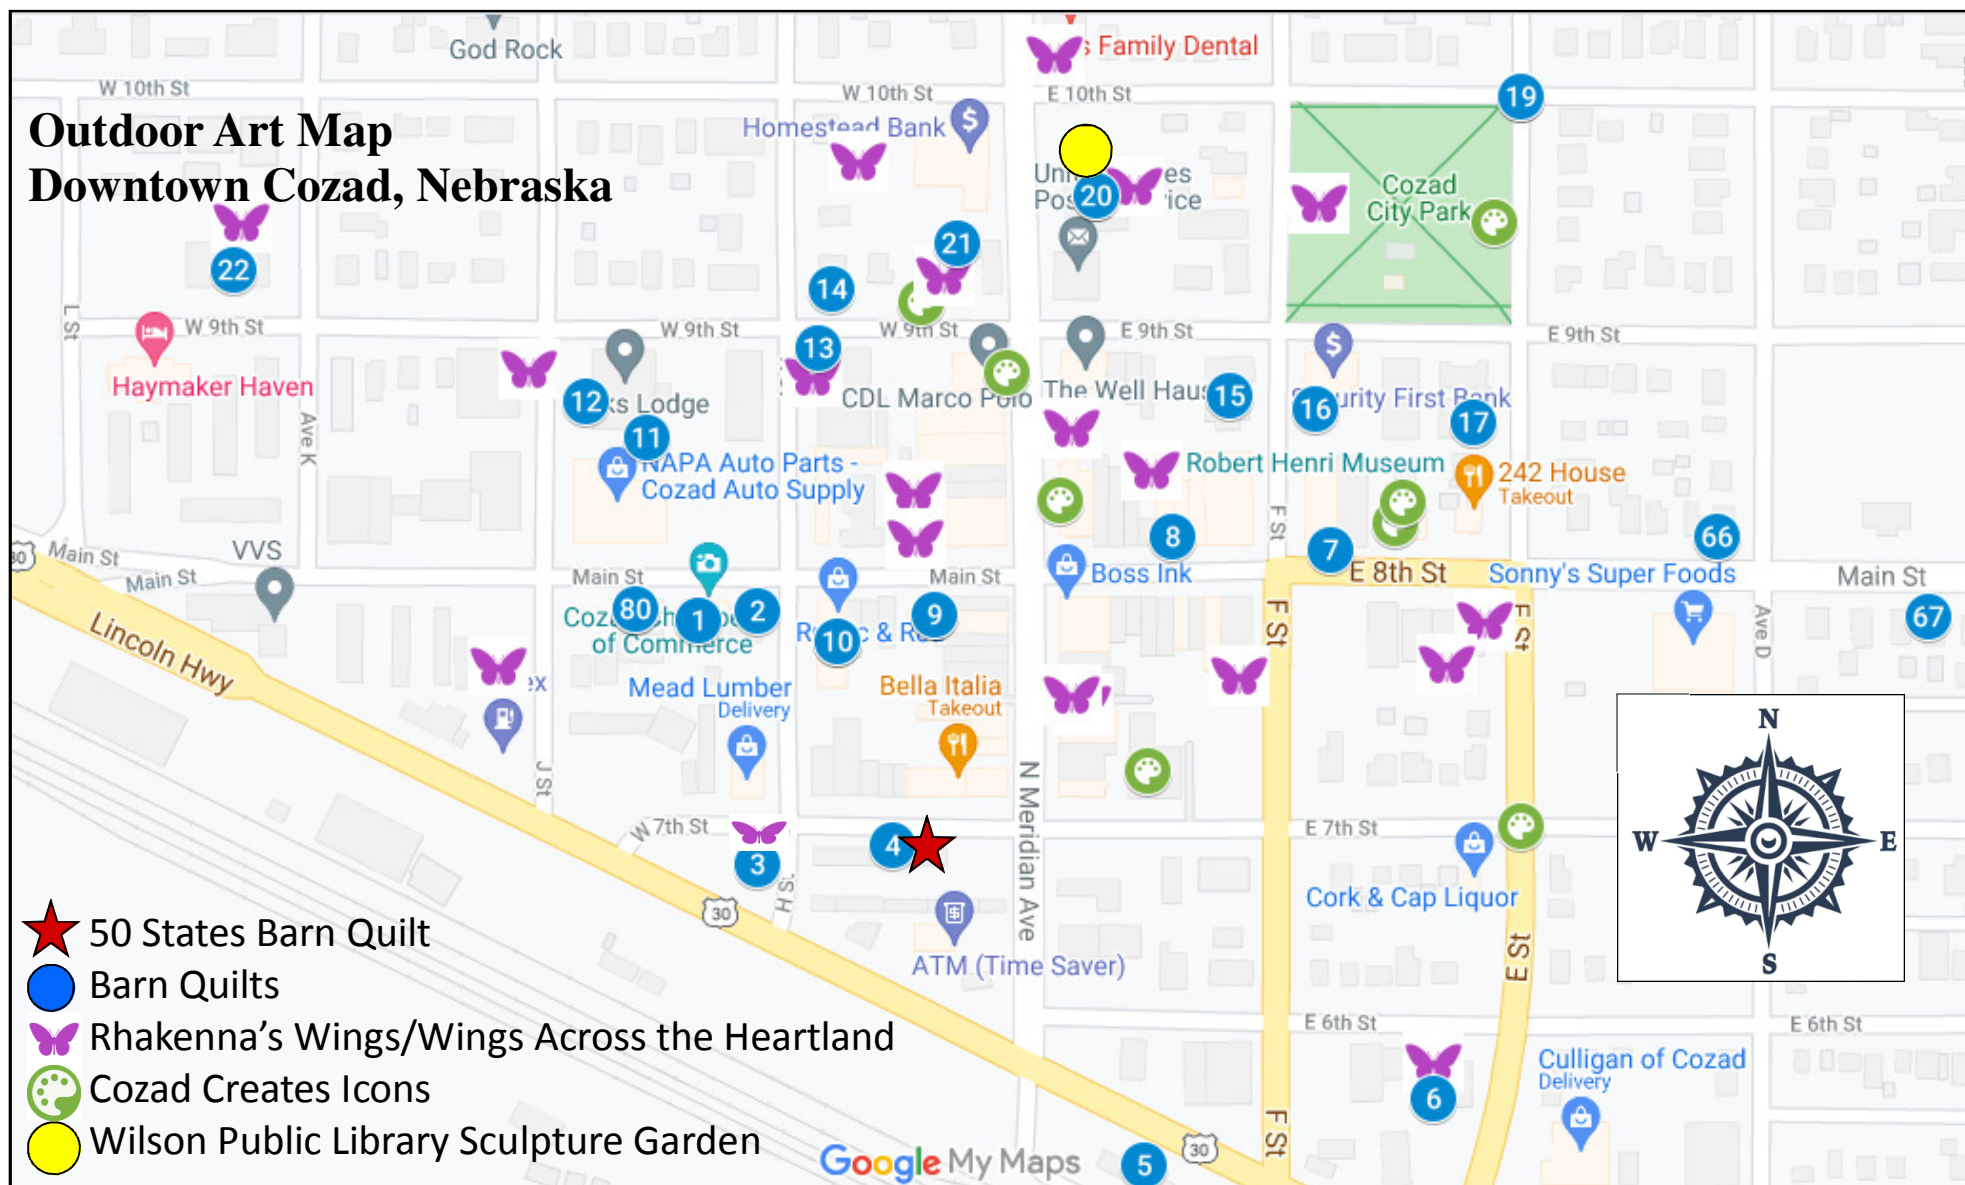 God Rock
s Family Dental
W 10th St
W 10th St
E 10th St
19
Outdoor Art Map
Downtown Cozad, Nebraska
Homestead Bank
20
Cozad
City Park
21
22
14
L St
W 9th St
W 9th St
W 9th St
E 9th St
E 9th St
13
Haymaker Haven
CDL Marco Polo
The Well Haus
15
16
Security First Bank
12
ks Lodge
17
11
Ave K
NAPA Auto Parts -
Cozad Auto Supply
Robert Henri Museum
242 House
Takeout
F St
8
7
66
30
Main St
VVS
Main St
Main St
Main St
Boss Ink
E 8th St
Sonny's Super Foods
Main St
80
1
2
9
10
of Commerce
F St
E St
Ave D
67
Lincoln Hwy
ex
Mead Lumber
Delivery
Bella Italia
Takeout
N
J St
N Meridian Ave
W 7th St
4
E 7th St
W
E
3
H St
30
Cork & Cap Liquor
50 States Barn Quilt
ATM (Time Saver)
E St
S
Barn Quilts
E 6th St
E 6th St
Rhakenna's Wings/Wings Across the Heartland
Culligan of Cozad
Delivery
Cozad Creates Icons
6
F St
Wilson Public Library Sculpture Garden
Google My Maps
5
30